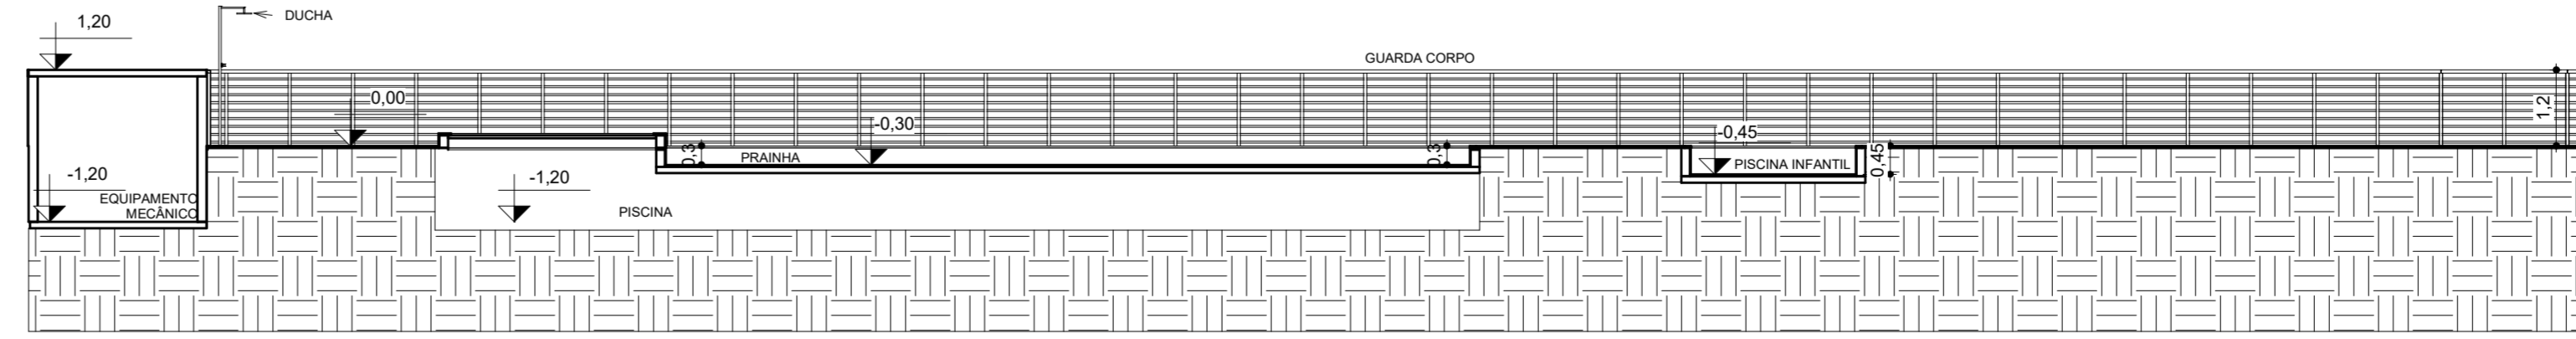 1,20
DUCHA
GUARDA CORPO
0,00
-0,30
-0,45
1,2
0,3
PRAINHA
0,3
0,45
PISCINA INFANTIL
-1,20
EQUIPAMENTO
MECÂNICO
-1,20
PISCINA